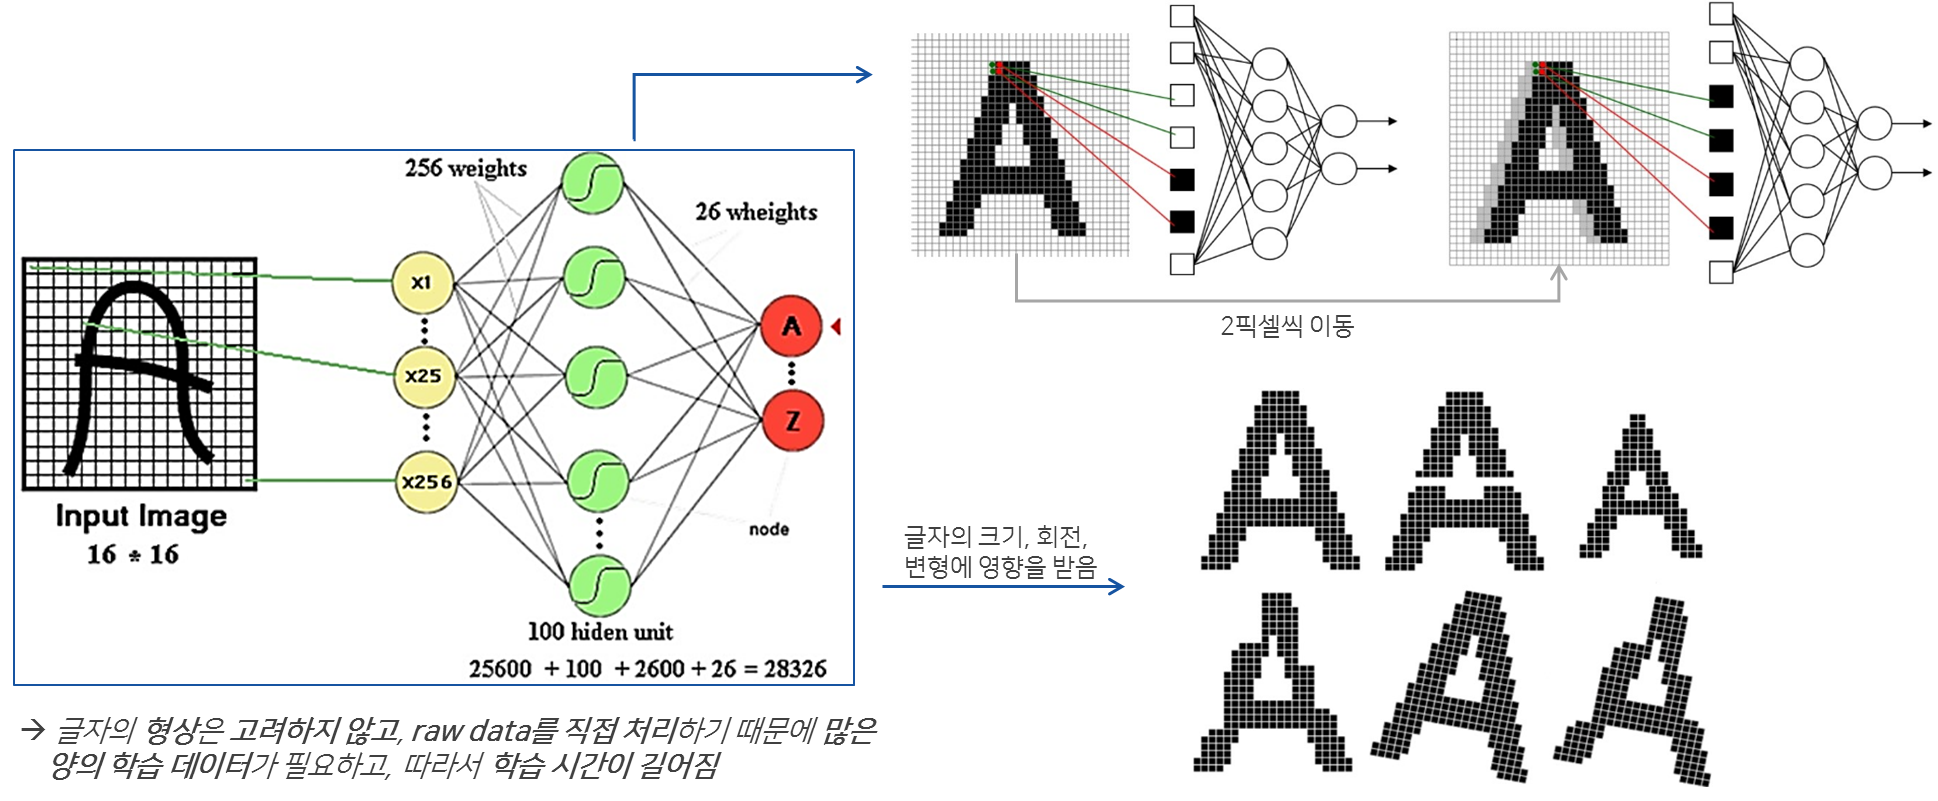 256 weights
26 wheights
x1
x25
x256
A
Z
node
Input Image
16 * 16
100 hiden unit
25600 + 100 + 2600 + 26 = 28326
→ 글자의 형상은 고려하지 않고, raw data를 직접 처리하기 때문에 많은
양의 학습 데이터가 필요하고, 따라서 학습 시간이 길어짐
2픽셀씩 이동
글자의 크기, 회전,
변형에 영향을 받음